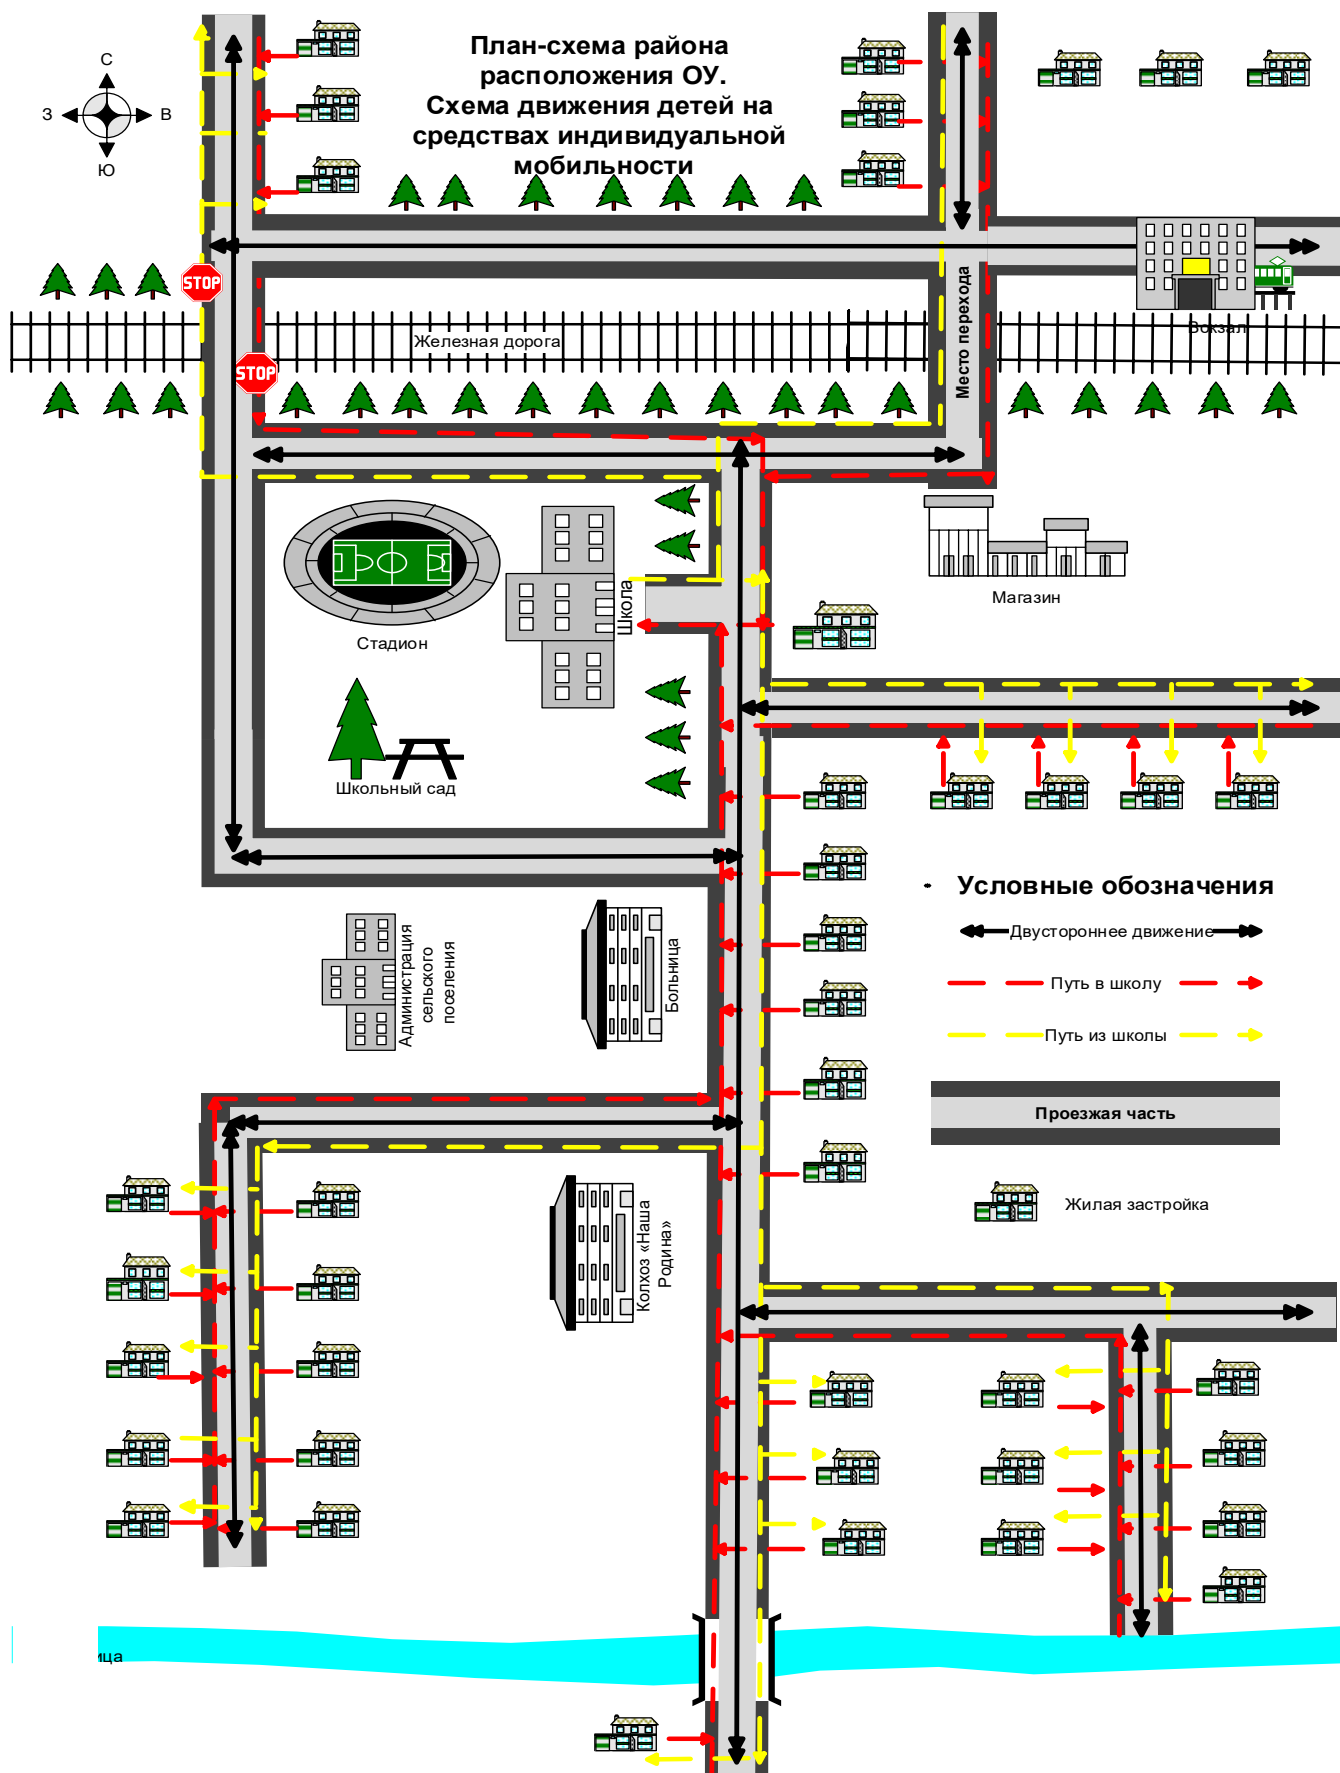 План-схема района
расположения ОУ.
Схема движения детей на
средствах индивидуальной
мобильности
С
З
В
Ю
STOP
STOP
Железная дорога
Место перехода
Вокзал
Стадион
Школа
Магазин
Школьный сад
Администрация
сельского
поселения
Больница
Условные обозначения
Двустороннее движение
Путь в школу
Путь из школы
Проезжая часть
Жилая застройка
Колхоз «Наша
Родина»
ица